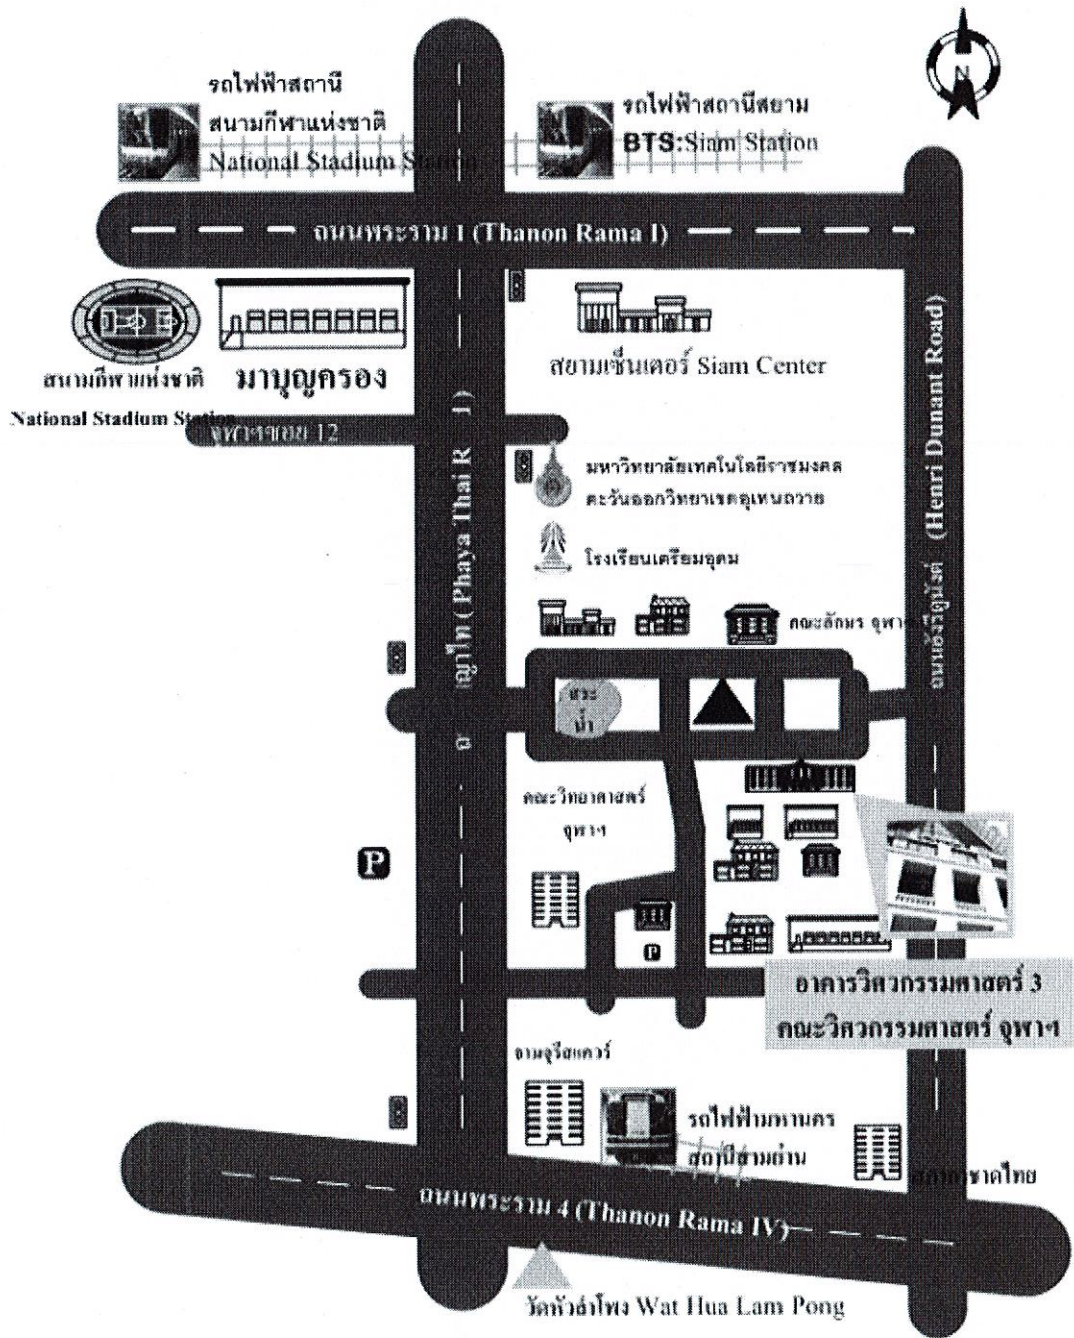 N
รถไฟฟ้าสถานี
สนามกีฬาแห่งชาติ
National Stadium Station
รถไฟฟ้าสถานีสยาม
BTS:Siam Station
ถนนพระราม 1 (Thanon Rama I)
สนามกีฬาแห่งชาติ
National Stadium Station
มาบุญครอง
สยามเซ็นเตอร์ Siam Center
จุฬาฯซอย 12
(Phaya Thai R
ถนนอังรีดูนังต์ (Henri Dunant Road)
มหาวิทยาลัยเทคโนโลยีราชมงคล
ตะวันออกวิทยาเขตอุเทนถวาย
โรงเรียนเตรียมอุดม
คณะอักษร จุฬาฯ
สระ
น้ำ
คณะวิทยาศาสตร์
จุฬาฯ
P
P
อาคารวิศวกรรมศาสตร์ 3
คณะวิศวกรรมศาสตร์ จุฬาฯ
จามจุรีสแควร์
รถไฟฟ้ามหานคร
สถานีสามย่าน
สภากาชาดไทย
ถนนพระราม 4 (Thanon Rama IV)
วัดหัวลำโพง Wat Hua Lam Pong